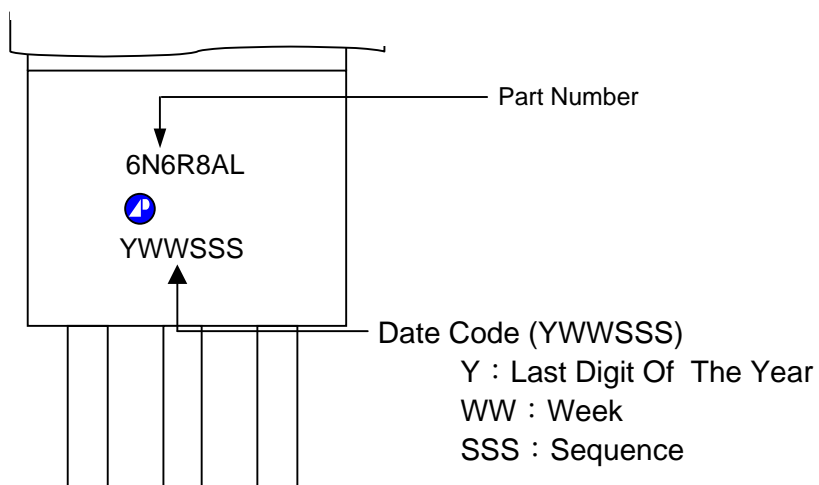 Part Number
6N6R8AL
YWWSSS
Date Code (YWWSSS)
Y：Last Digit Of The Year
WW：Week
SSS：Sequence